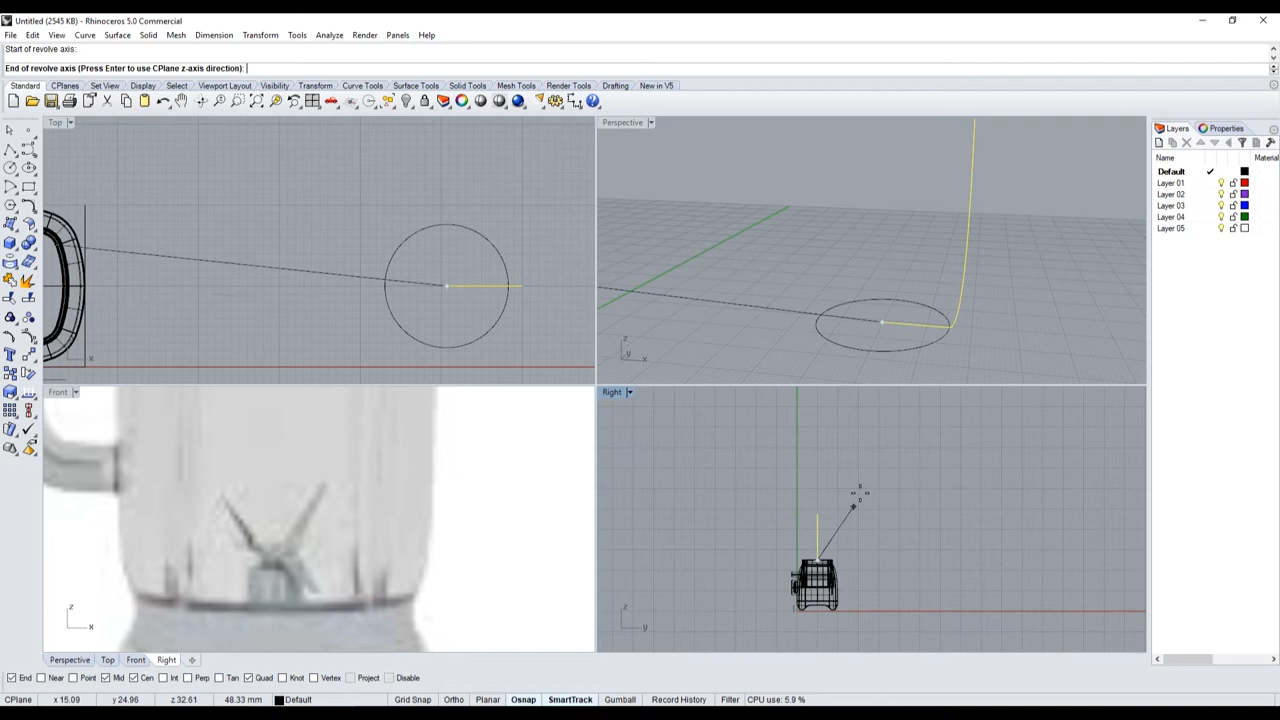 Untitled (2545 KB) - Rhinoceros 5.0 Commercial
File Edit View Curve Surface Solid Mesh Dimension Transform Tools Analyze Render Panels Help
Start of revolve axis:
End of revolve axis (Press Enter to use CPlane z-axis direction):
Standard CPlanes Set View Display Select Viewport Layout Visibility Transform Curve Tools Surface Tools Solid Tools Mesh Tools Render Tools Drafting New in V5
Top
Perspective
Layers Properties
Name Material
Default
Layer 01
Layer 02
Layer 03
Layer 04
Layer 05
x
z
y
x
Front
Right
z
x
z
y
Perspective Top Front Right
End Near Point Mid Cen Int Perp Tan Quad Knot Vertex Project Disable
CPlane x 15.09 y 24.96 z 32.61 48.33 mm Default Grid Snap Ortho Planar Osnap SmartTrack Gumball Record History Filter CPU use: 5.9 %